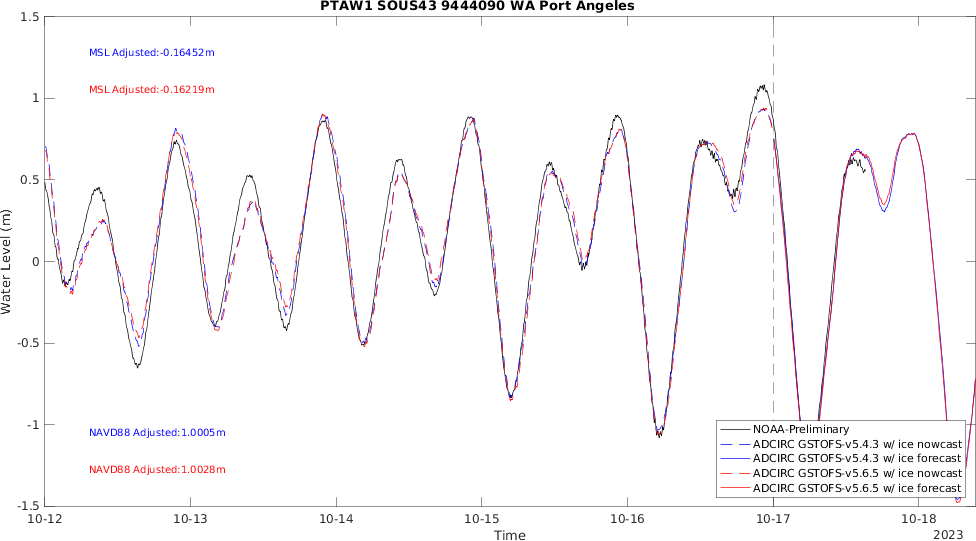 PTAW1 SOUS43 9444090 WA Port Angeles
1.5
1
0.5
0
-0.5
-1
-1.5
Water Level (m)
MSL Adjusted:-0.16452m
MSL Adjusted:-0.16219m
NAVD88 Adjusted:1.0005m
NAVD88 Adjusted:1.0028m
NOAA-Preliminary
ADCIRC GSTOFS-v5.4.3 w/ ice nowcast
ADCIRC GSTOFS-v5.4.3 w/ ice forecast
ADCIRC GSTOFS-v5.6.5 w/ ice nowcast
ADCIRC GSTOFS-v5.6.5 w/ ice forecast
10-12 10-13 10-14 10-15 10-16 10-17 10-18
Time
2023